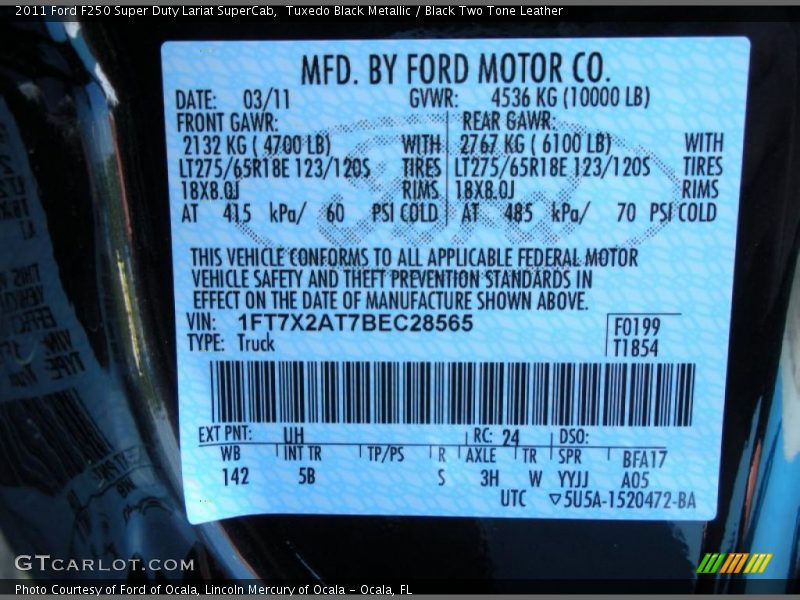 2011 Ford F250 Super Duty Lariat SuperCab, Tuxedo Black Metallic / Black Two Tone Leather
MFD. BY FORD MOTOR CO.
DATE: 03/11 GVWR: 4536 KG (10000 LB)
FRONT GAWR: REAR GAWR:
2132 KG ( 4700 LB) WITH 2767 KG ( 6100 LB) WITH
LT275/65R18E 123/120S TIRES LT275/65R18E 123/120S TIRES
18X8.0J RIMS 18X8.0J RIMS
AT 415 kPa/ 60 PSI COLD AT 485 kPa/ 70 PSI COLD
THIS VEHICLE CONFORMS TO ALL APPLICABLE FEDERAL MOTOR
VEHICLE SAFETY AND THEFT PREVENTION STANDARDS IN
EFFECT ON THE DATE OF MANUFACTURE SHOWN ABOVE.
VIN: 1FT7X2AT7BEC28565 F0199
TYPE: Truck T1854
EXT PNT: UH RC: 24 DSO:
WB INT TR TP/PS R AXLE TR SPR BFA17
142 5B S 3H W YYJJ A05
UTC ▽5U5A-1520472-BA
GTCARLOT.COM
Photo Courtesy of Ford of Ocala, Lincoln Mercury of Ocala - Ocala, FL